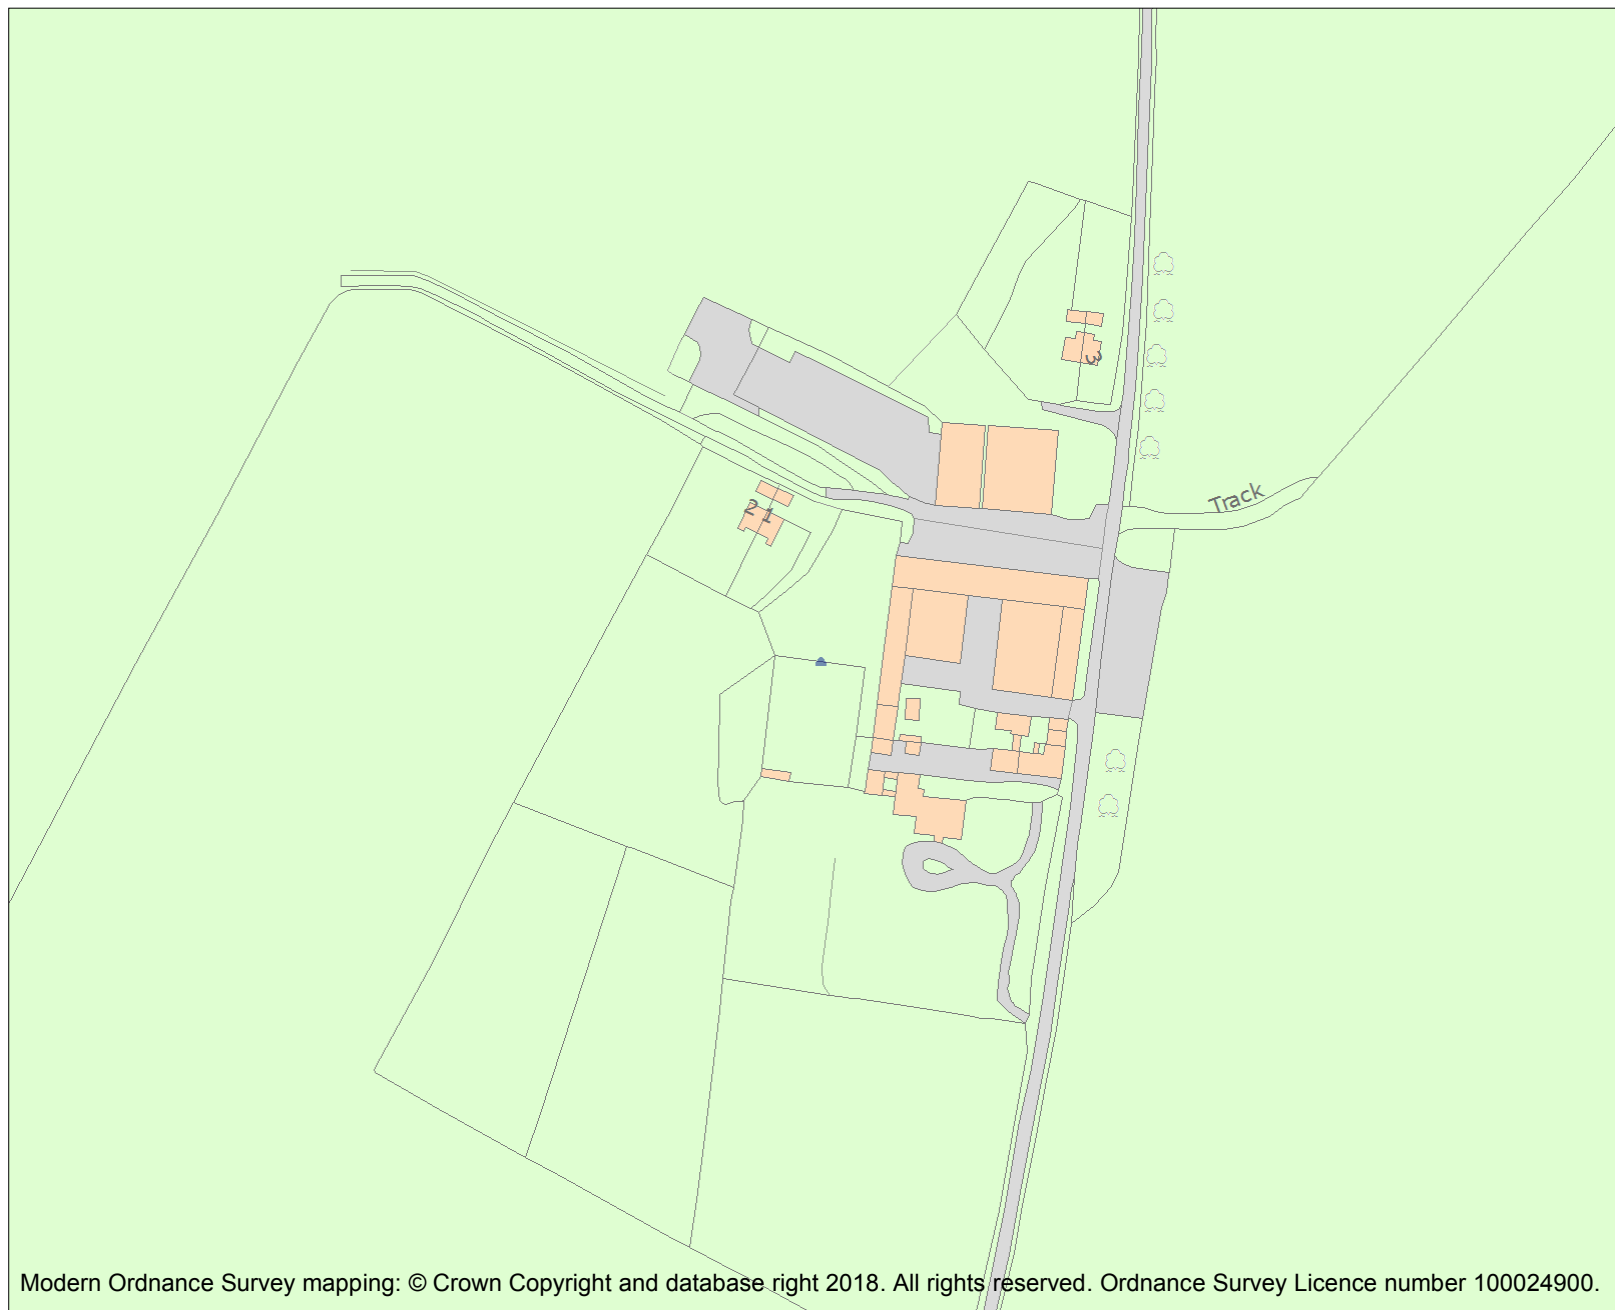 3
Track
2 1
Modern Ordnance Survey mapping: © Crown Copyright and database right 2018. All rights reserved. Ordnance Survey Licence number 100024900.